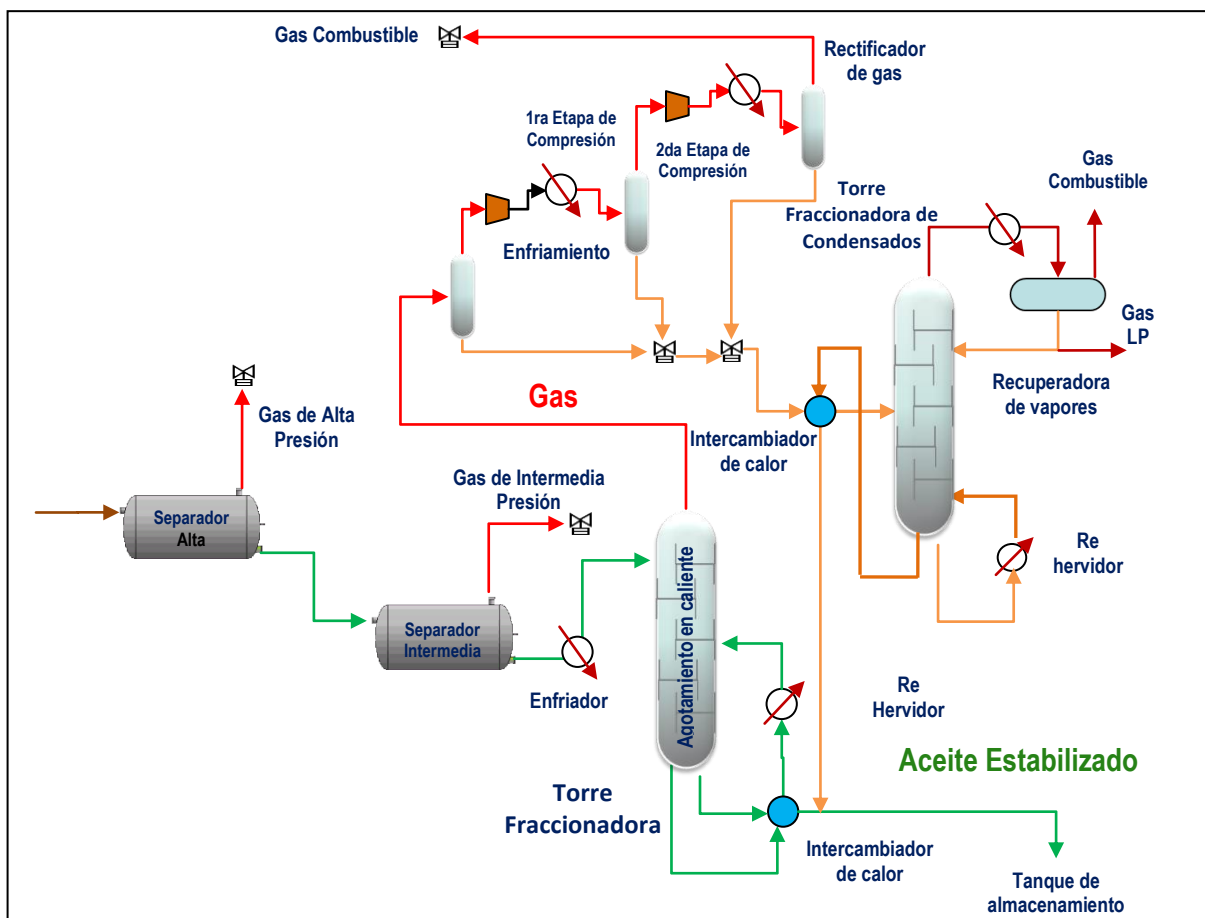 Gas Combustible
Rectificador
de gas
1ra Etapa de
Compresión
2da Etapa de
Compresión
Gas
Combustible
Torre
Fraccionadora de
Condensados
Enfriamiento
Gas
LP
Recuperadora
de vapores
Gas
Gas de Alta
Presión
Intercambiador
de calor
Gas de Intermedia
Presión
Separador
Alta
Re
hervidor
Agotamiento en caliente
Separador
Intermedia
Enfriador
Re
Hervidor
Aceite Estabilizado
Torre
Fraccionadora
Intercambiador
de calor
Tanque de
almacenamiento